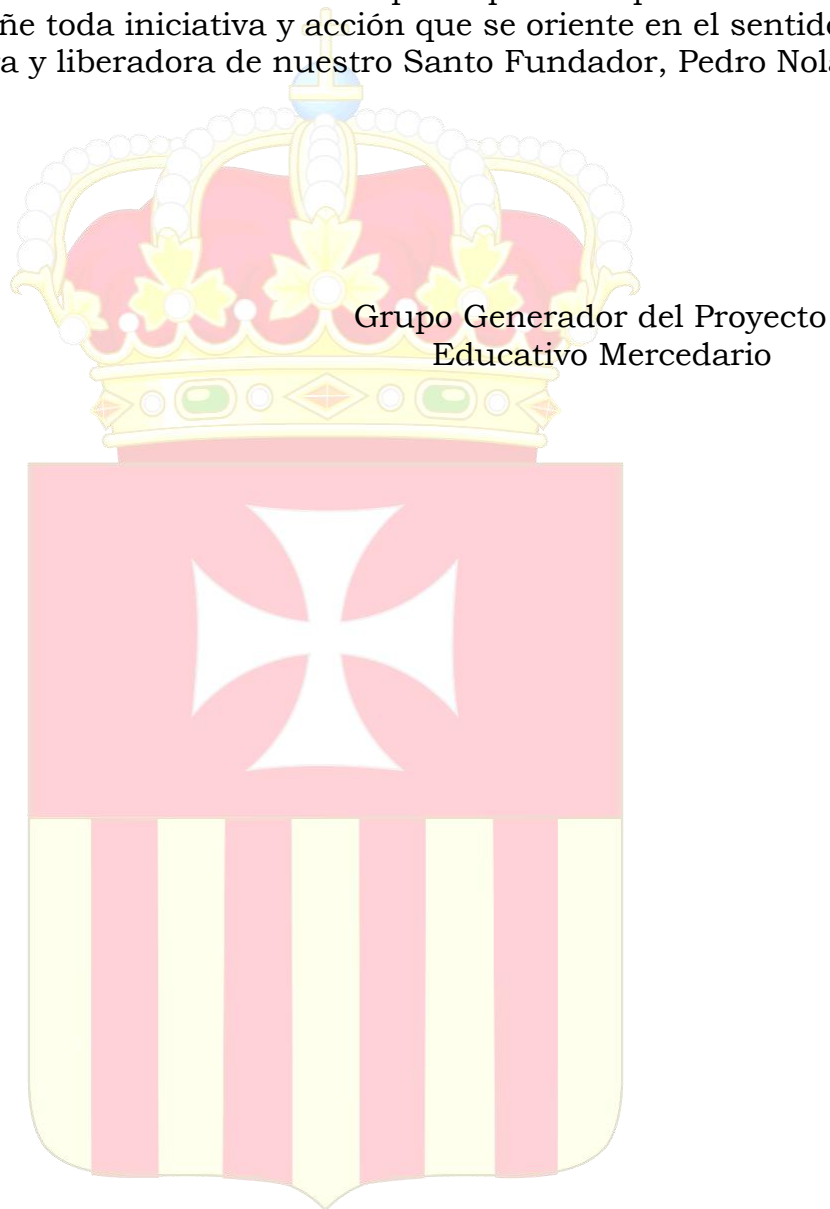 ñe toda iniciativa y acción que se oriente en el sentido
a y liberadora de nuestro Santo Fundador, Pedro Nola
Grupo Generador del Proyecto
Educativo Mercedario